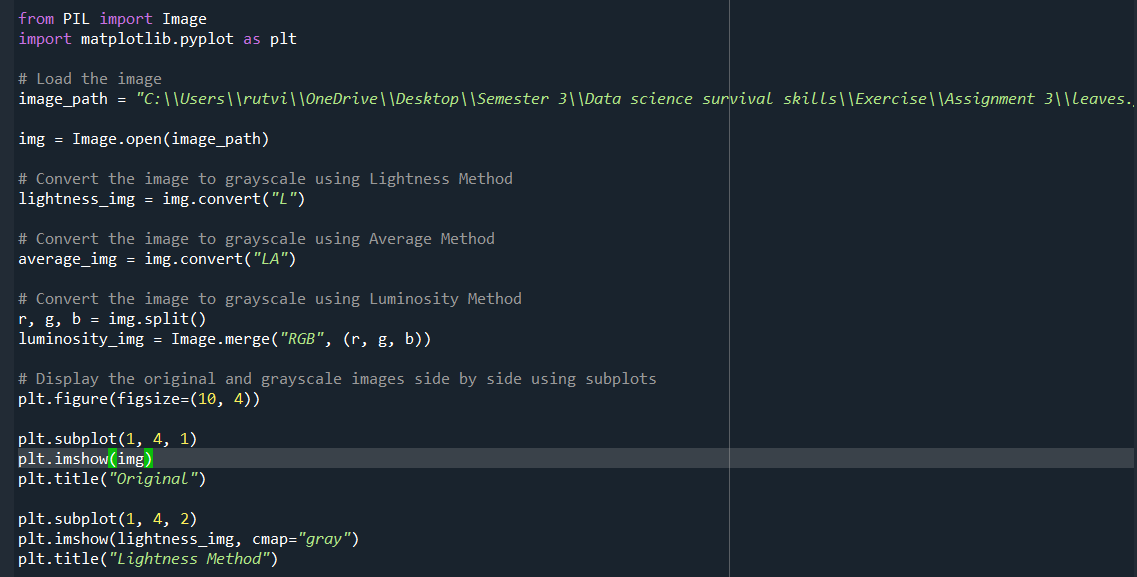 from PIL import Image
import matplotlib.pyplot as plt
# Load the image
image_path = "C:\\Users\\rutvi\\OneDrive\\Desktop\\Semester 3\\Data science survival skills\\Exercise\\Assignment 3\\leaves.
img = Image.open(image_path)
# Convert the image to grayscale using Lightness Method
lightness_img = img.convert("L")
# Convert the image to grayscale using Average Method
average_img = img.convert("LA")
# Convert the image to grayscale using Luminosity Method
r, g, b = img.split()
luminosity_img = Image.merge("RGB", (r, g, b))
# Display the original and grayscale images side by side using subplots
plt.figure(figsize=(10, 4))
plt.subplot(1, 4, 1)
plt.imshow(img)
plt.title("Original")
plt.subplot(1, 4, 2)
plt.imshow(lightness_img, cmap="gray")
plt.title("Lightness Method")